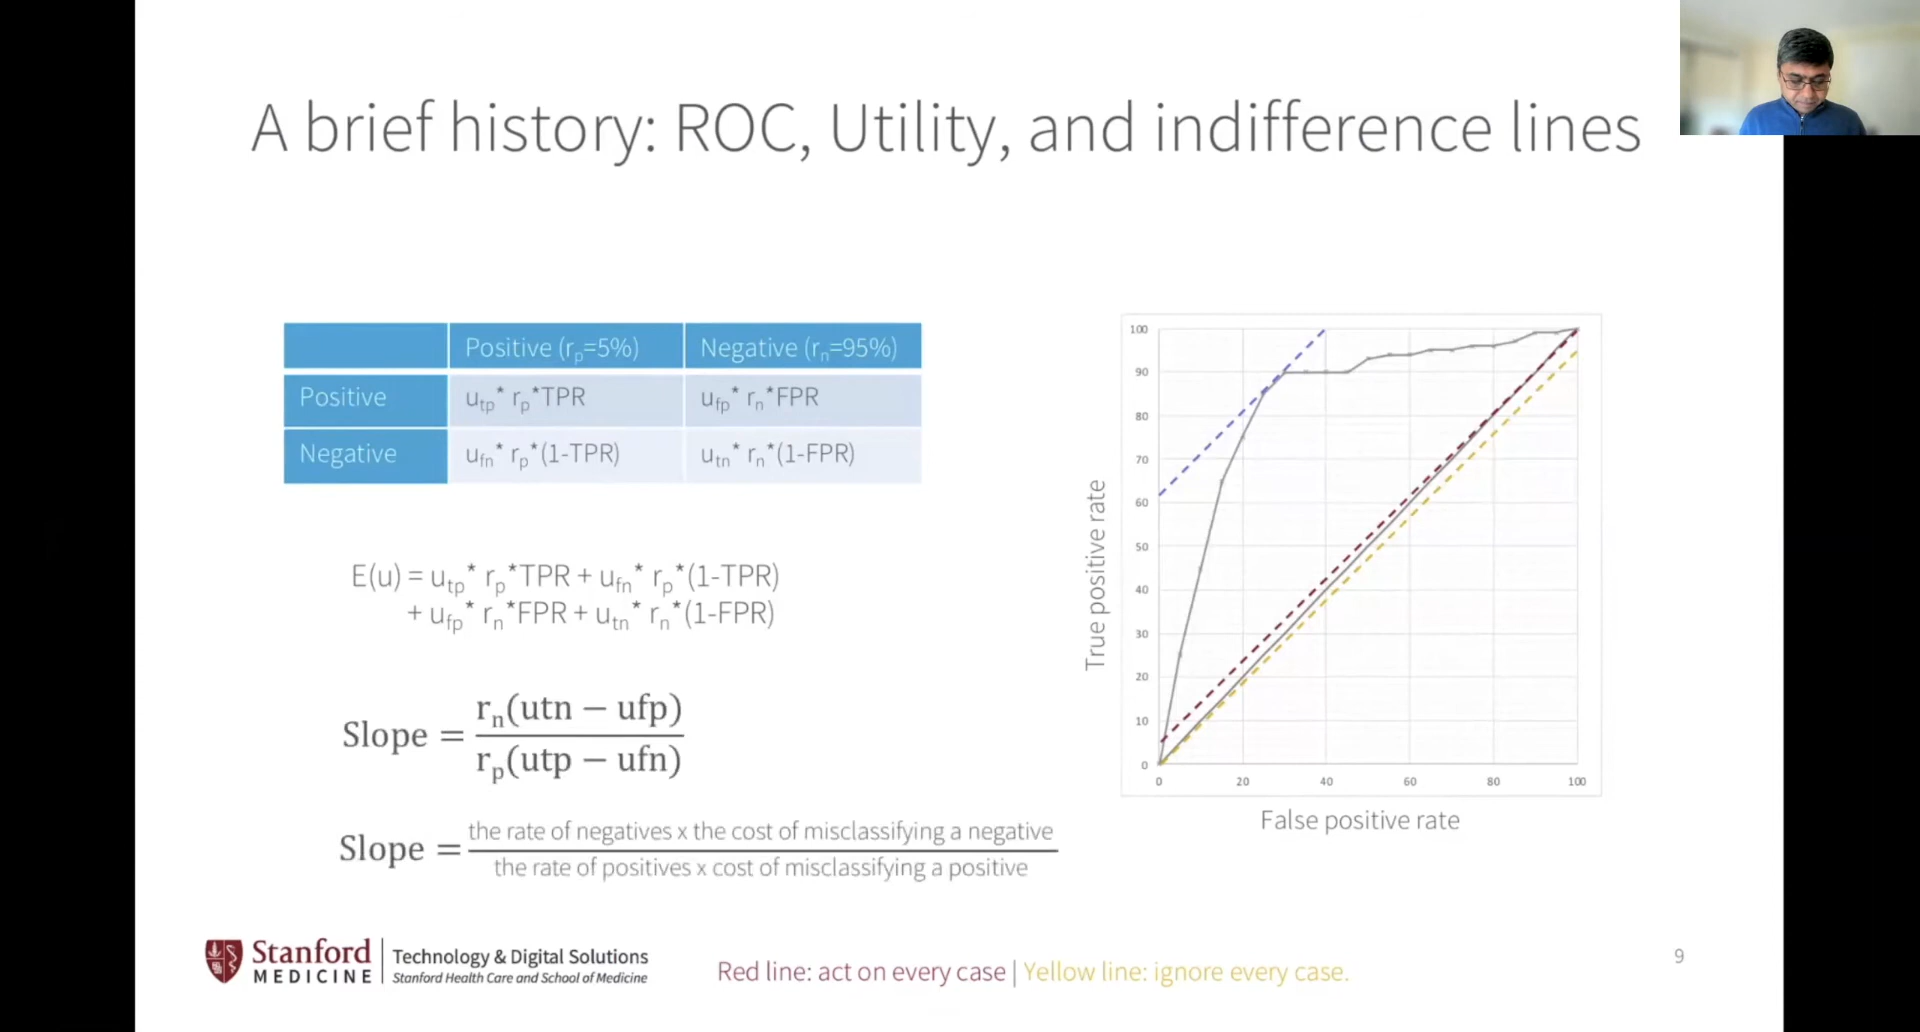 A brief history: ROC, Utility, and indifference lines
Positive (rp=5%) Negative (rn=95%)
Positive utp* rp*TPR ufp* rn*FPR
Negative ufn* rp*(1-TPR) utn* rn*(1-FPR)
E(u) = utp* rp*TPR + ufn* rp*(1-TPR)
+ ufp* rn*FPR + utn* rn*(1-FPR)
Slope = rn(utn − ufp)
rp(utp − ufn)
Slope = the rate of negatives x the cost of misclassifying a negative
the rate of positives x cost of misclassifying a positive
100
90
80
70
60
50
40
30
20
10
0
0 20 40 60 80 100
True positive rate
False positive rate
Stanford
MEDICINE
Technology & Digital Solutions
Stanford Health Care and School of Medicine
Red line: act on every case | Yellow line: ignore every case.
9